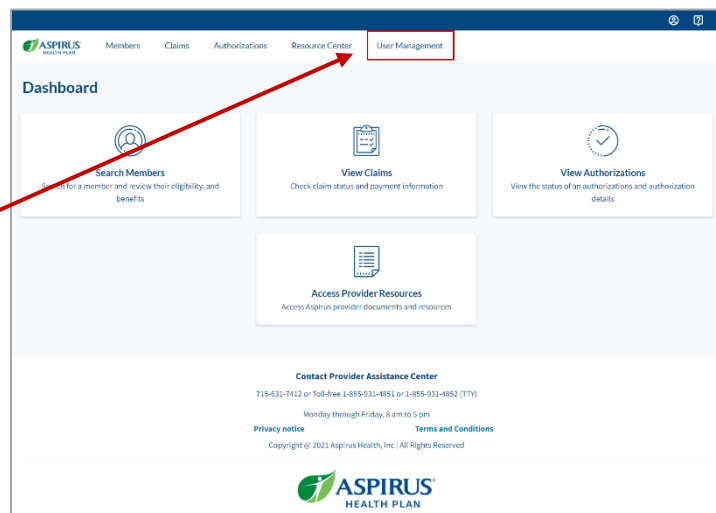 ASPIRUS
HEALTH PLAN
Members Claims Authorizations Resource Center User Management
Dashboard
Search Members
Search for a member and review their eligibility, and
benefits
View Claims
Check claim status and payment information
View Authorizations
View the status of an authorizations and authorization
details
Access Provider Resources
Access Aspirus provider documents and resources
Contact Provider Assistance Center
715-631-7412 or Toll-free 1-855-931-4851 or 1-855-931-4852 (TTY)
Monday through Friday, 8 am to 5 pm
Privacy notice Terms and Conditions
Copyright @ 2021 Aspirus Health, Inc | All Rights Reserved
ASPIRUS
HEALTH PLAN